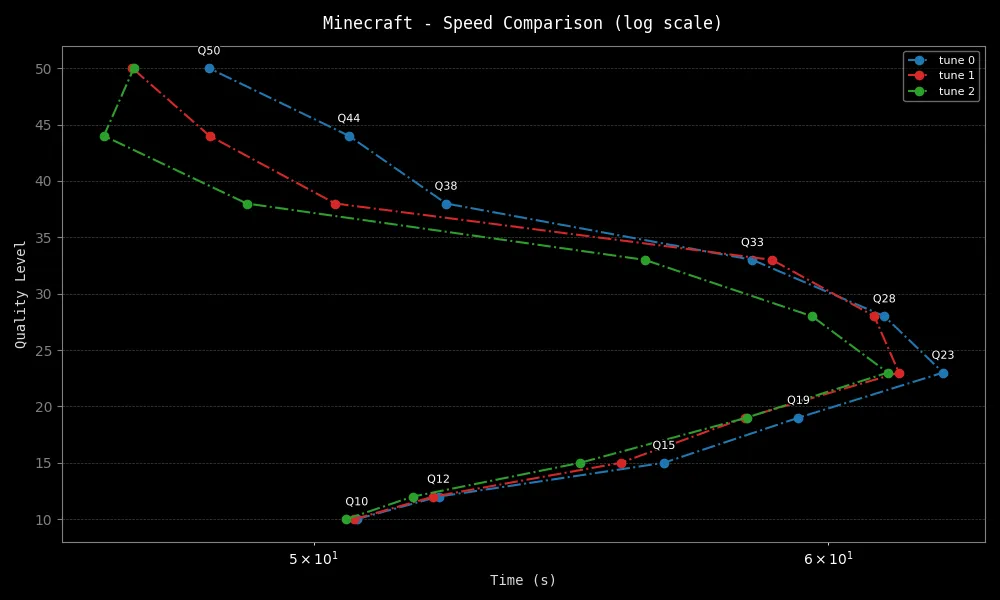 Minecraft - Speed Comparison (log scale)
tune 0
tune 1
tune 2
Quality Level
50
45
40
35
30
25
20
15
10
Q50
Q44
Q38
Q33
Q28
Q23
Q19
Q15
Q12
Q10
5 × 10¹
6 × 10¹
Time (s)